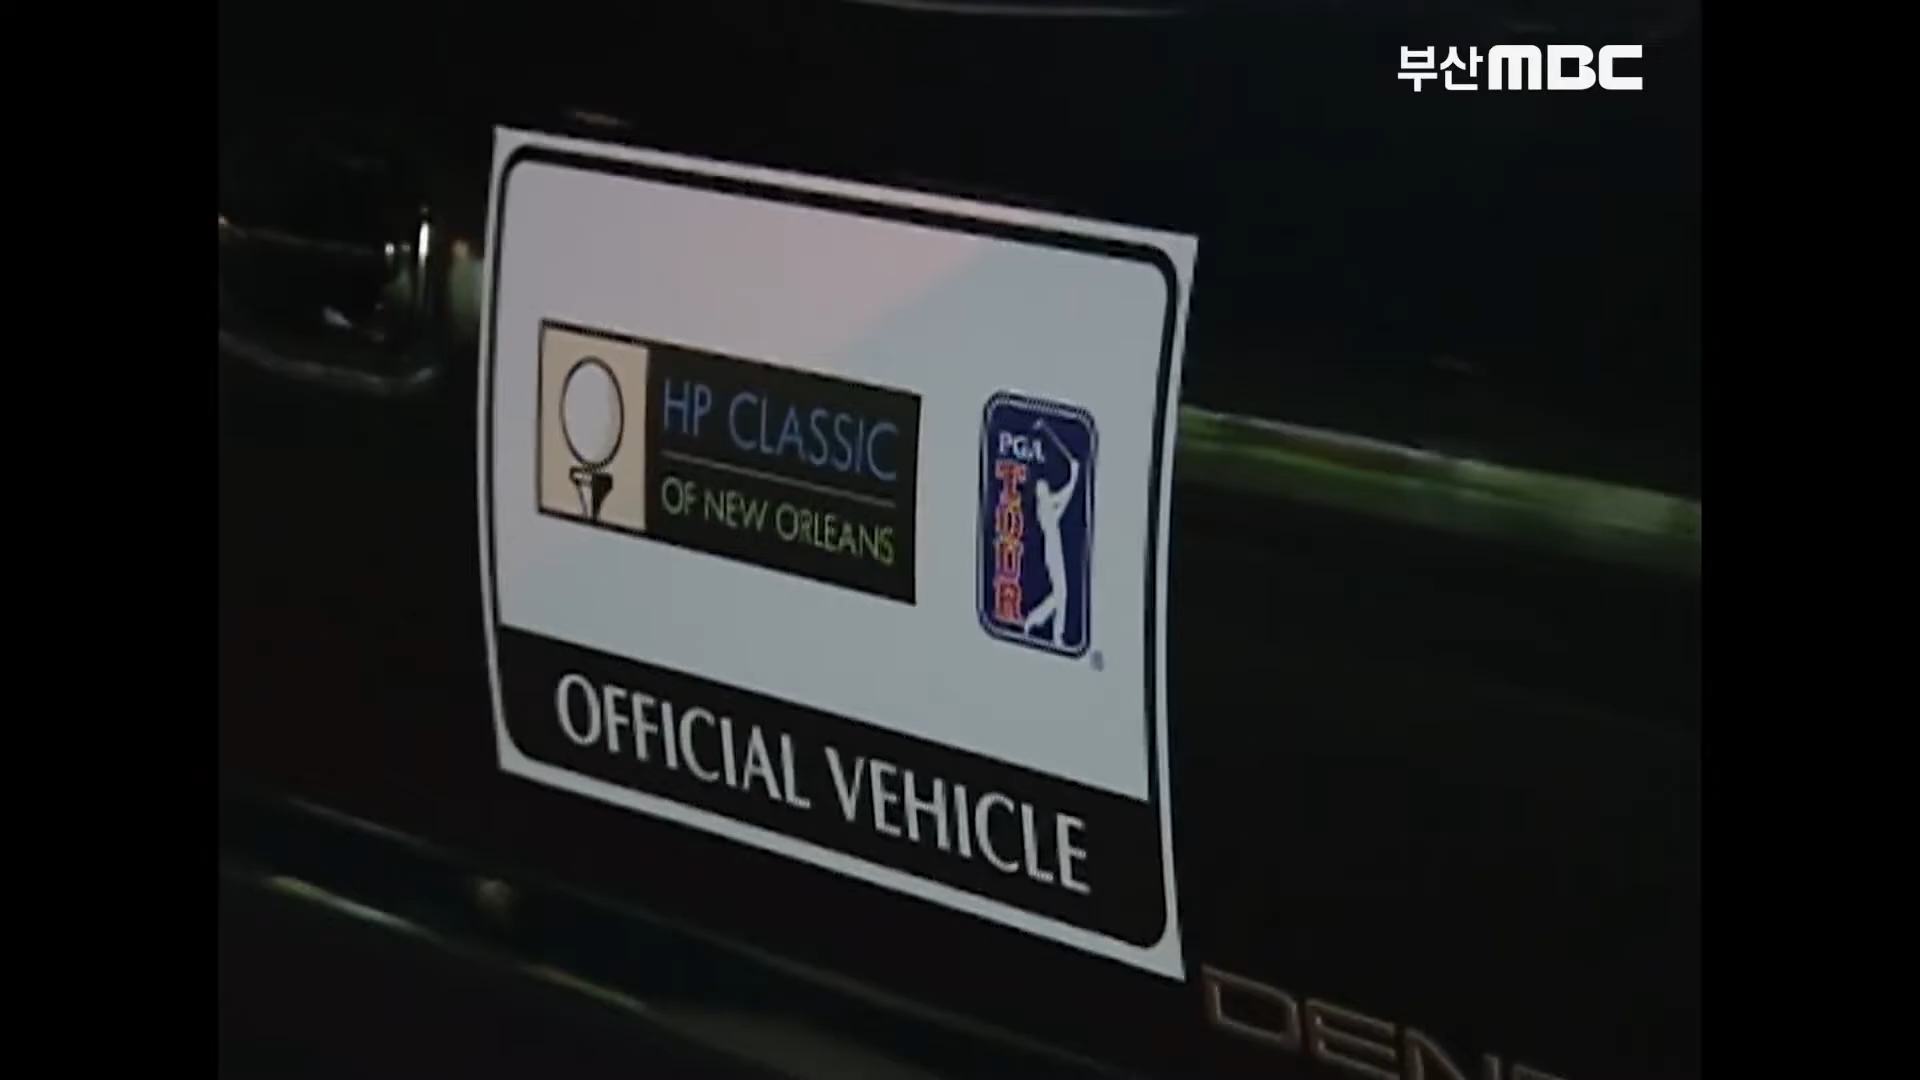 부산MBC
HP CLASSIC
OF NEW ORLEANS
PGA
TOUR
®
OFFICIAL VEHICLE